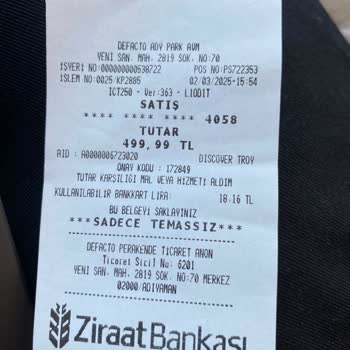 DEFACTO ADY PARK AVM
YENİ SAN. MAH. 2819 SOK. NO:70
İŞYERİ NO:000000000538722 POS NO:PS722353
İŞLEM NO:0025 KP2885 02/03/2025-15:54
ICT250 - Ver:363 - LIODIT
SATIŞ
**** **** **** 4058
TUTAR
499,99 TL
AID : A0000006723020 DISCOVER TROY
ONAY KODU : 172849
TUTAR KARŞILIĞI MAL VEYA HİZMETİ ALDIM
KULLANILABİLİR BANKKART LİRA: 18.16 TL
BU BELGEYİ SAKLAYINIZ
***SADECE TEMASSIZ***
DEFACTO PERAKENDE TİCARET ANON
Ticaret Sicil No: 6201
YENİ SAN. MAH. 2819 SOK. NO:70 MERKEZ
02000/ADIYAMAN
Ziraat Bankası